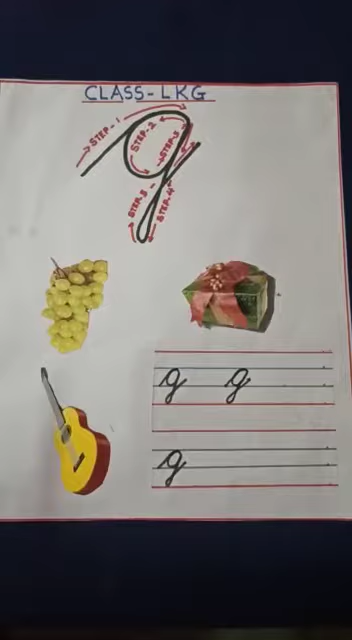 CLASS-LKG
STEP-1
STEP-2
STEP-5
STEP-3
STEP-4
g
g g
g